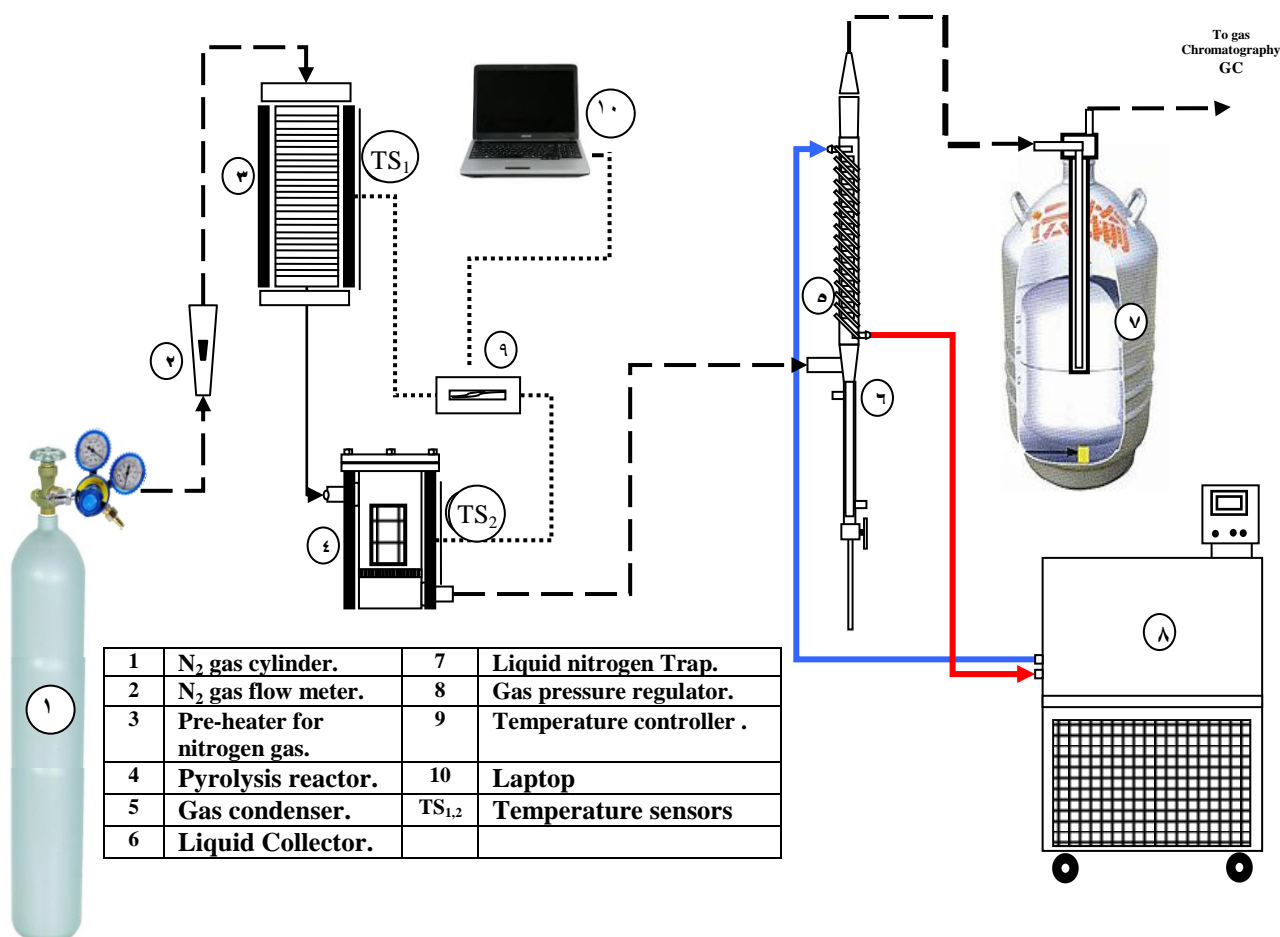 To gas
Chromatography
GC
١٠
TS₁
٣
٥
٧
٩
٢
٦
TS₂
٤
٨
١
1 N₂ gas cylinder. 7 Liquid nitrogen Trap.
2 N₂ gas flow meter. 8 Gas pressure regulator.
3 Pre-heater for 9 Temperature controller .
nitrogen gas.
4 Pyrolysis reactor. 10 Laptop
5 Gas condenser. TS₁,₂ Temperature sensors
6 Liquid Collector.
运输